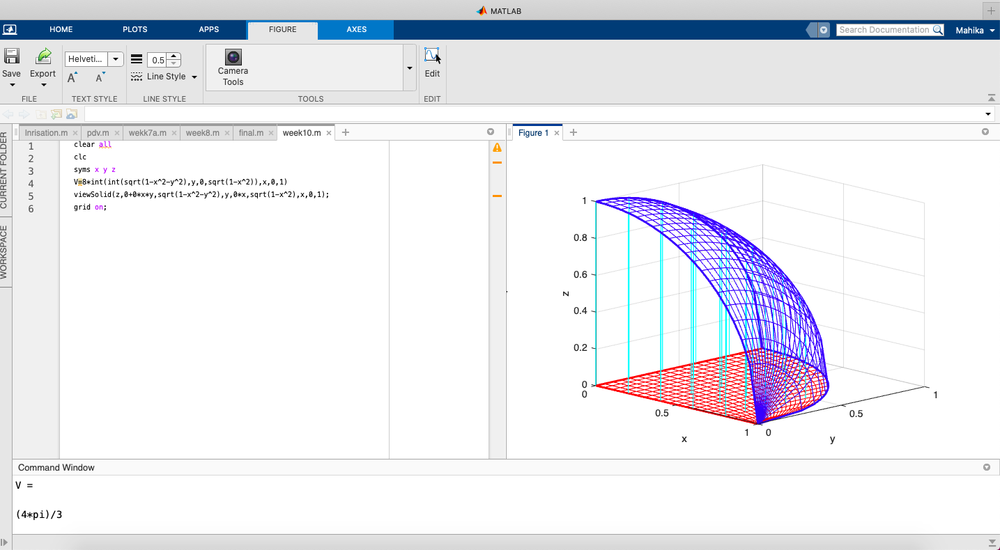 MATLAB
HOME PLOTS APPS FIGURE AXES Search Documentation Mahika
Save Export Helveti... 0.5 Camera Tools Edit
A A Line Style
FILE TEXT STYLE LINE STYLE TOOLS EDIT
CURRENT FOLDER
WORKSPACE
Inrisation.m pdv.m wekk7a.m week8.m final.m week10.m
1 clear all
2 clc
3 syms x y z
4 V=8*int(int(sqrt(1-x^2-y^2),y,0,sqrt(1-x^2)),x,0,1)
5 viewSolid(z,0+0*x*y,sqrt(1-x^2-y^2),y,0*x,sqrt(1-x^2),x,0,1);
6 grid on;
Figure 1
1
0.8
0.6
0.4
0.2
0
z
0
0.5
1
x
0
0.5
1
y
Command Window
V =
(4*pi)/3